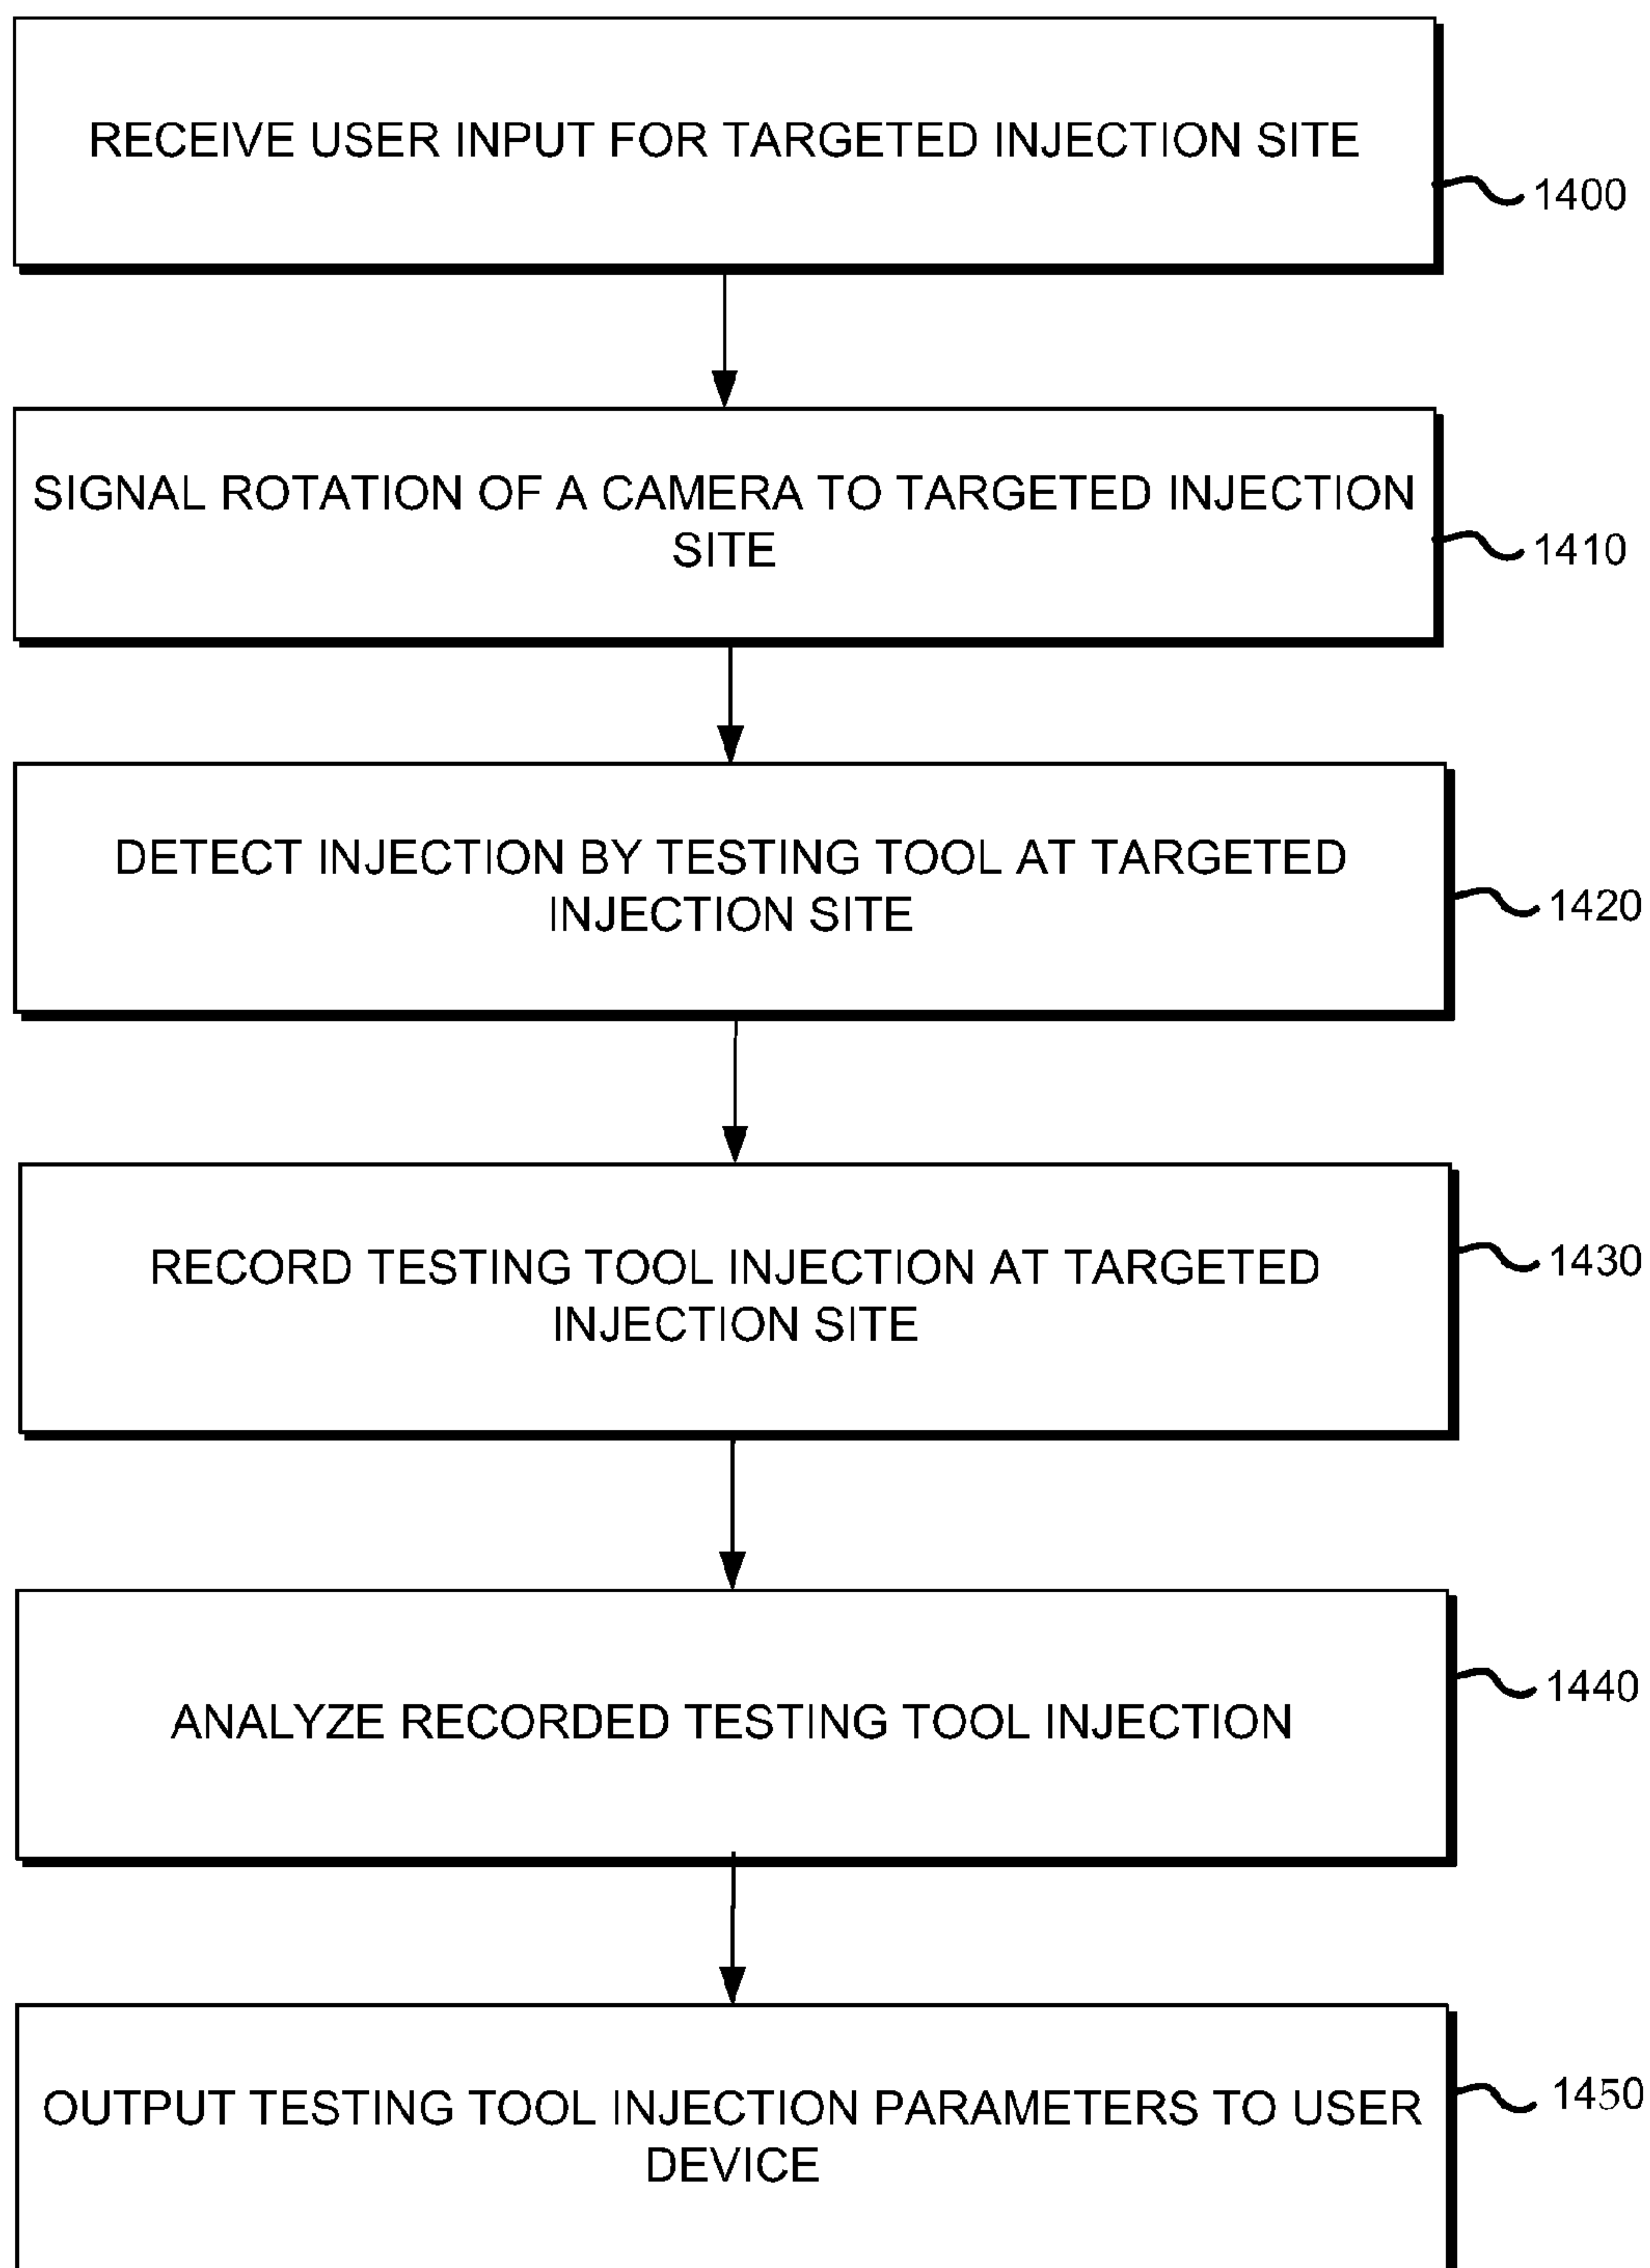 RECEIVE USER INPUT FOR TARGETED INJECTION SITE
1400
SIGNAL ROTATION OF A CAMERA TO TARGETED INJECTION
SITE
1410
DETECT INJECTION BY TESTING TOOL AT TARGETED
INJECTION SITE
1420
RECORD TESTING TOOL INJECTION AT TARGETED
INJECTION SITE
1430
ANALYZE RECORDED TESTING TOOL INJECTION
1440
OUTPUT TESTING TOOL INJECTION PARAMETERS TO USER
DEVICE
1450